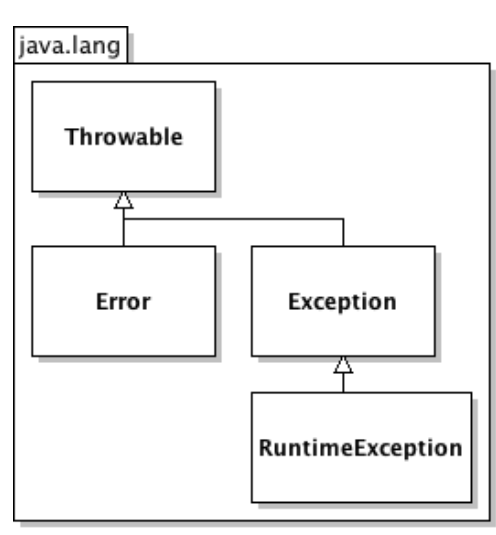 java.lang
Throwable
Error
Exception
RuntimeException